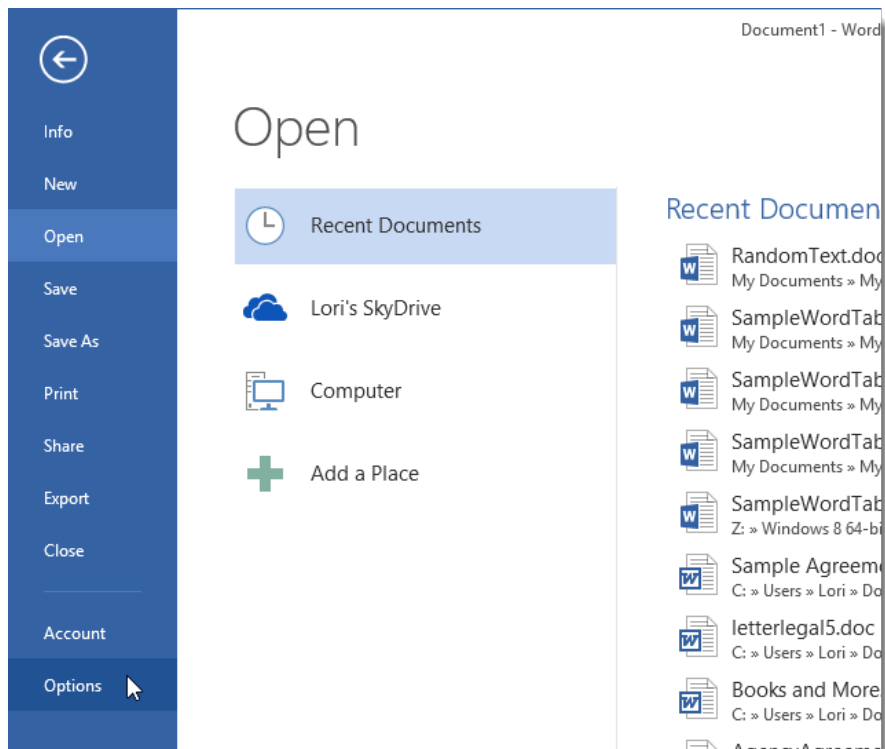 Document1 - Word
Info
New
Open
Save
Save As
Print
Share
Export
Close
Account
Options
Open
Recent Documents
Lori's SkyDrive
Computer
Add a Place
Recent Documen
RandomText.doc
My Documents » My
SampleWordTab
My Documents » My
SampleWordTab
My Documents » My
SampleWordTab
My Documents » My
SampleWordTab
Z: » Windows 8 64-bi
Sample Agreeme
C: » Users » Lori » Do
letterlegal5.doc
C: » Users » Lori » Do
Books and More.
C: » Users » Lori » Do